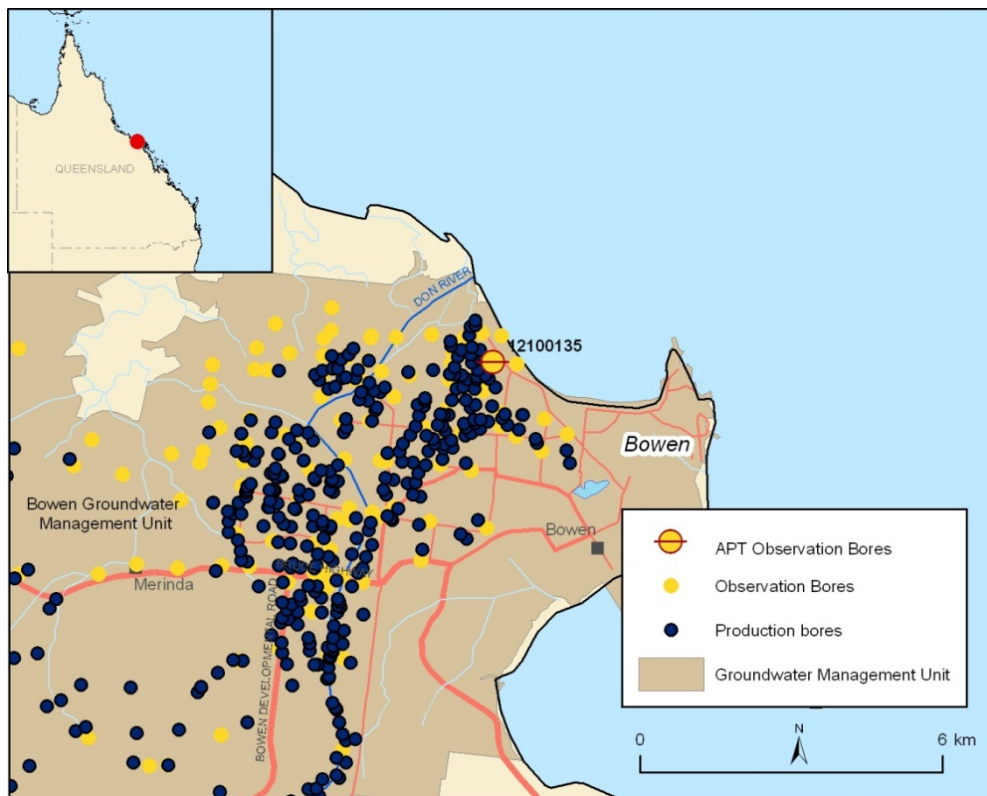 QUEENSLAND
DON RIVER
12100135
Bowen
Bowen Groundwater
Management Unit
Bowen
Merinda
HIGHWAY
BOWEN DEVELOPMENTAL ROAD
APT Observation Bores
Observation Bores
Production bores
Groundwater Management Unit
N
0
6 km